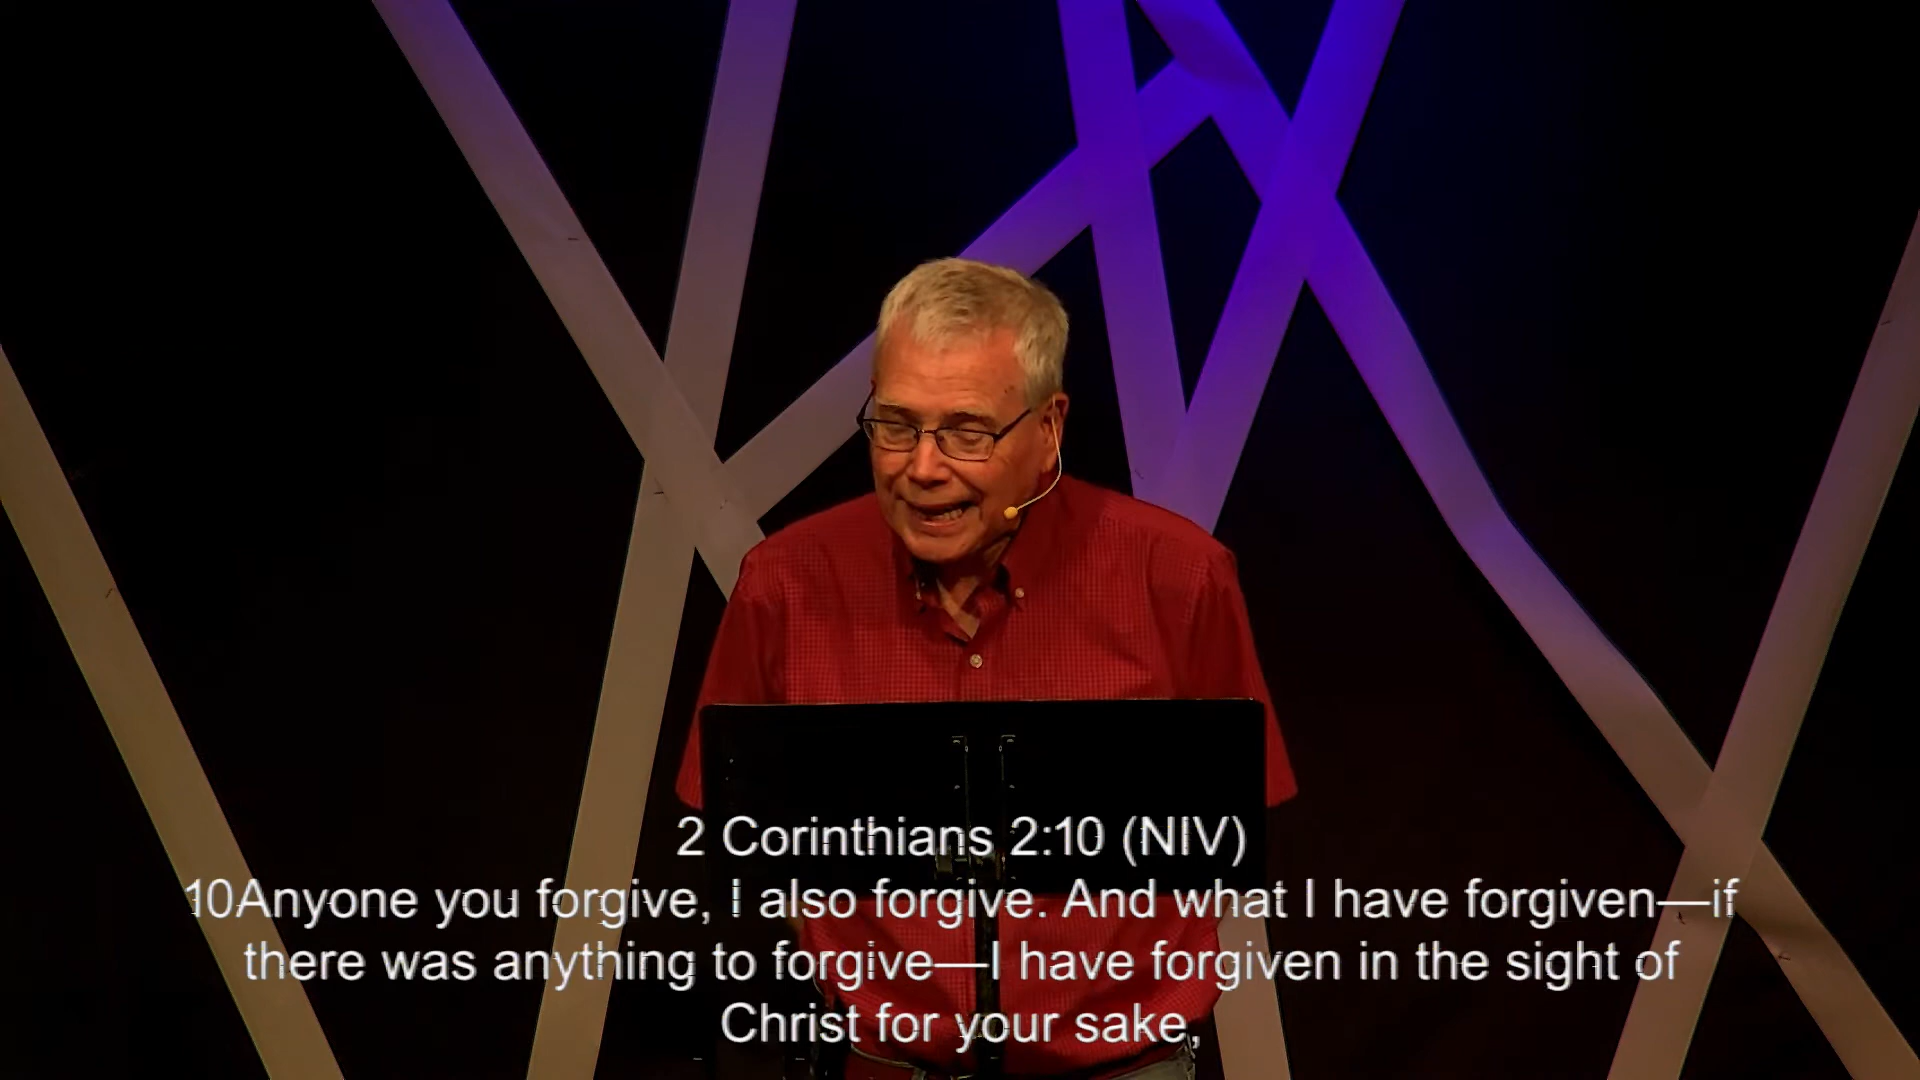 2 Corinthians 2:10 (NIV)
10Anyone you forgive, I also forgive. And what I have forgiven—if
there was anything to forgive—I have forgiven in the sight of
Christ for your sake,